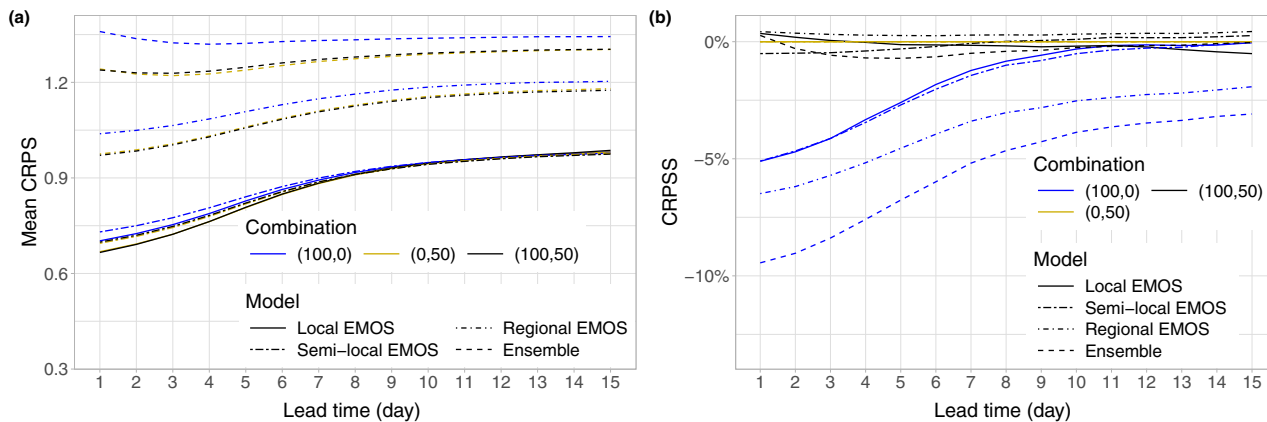 (a)
Mean CRPS
1.2
0.9
0.6
0.3
Combination
(100,0) (0,50) (100,50)
Model
Local EMOS Regional EMOS
Semi−local EMOS Ensemble
1 2 3 4 5 6 7 8 9 10 11 12 13 14 15
Lead time (day)
(b)
CRPSS
0%
−5%
−10%
Combination
(100,0) (100,50)
(0,50)
Model
Local EMOS
Semi−local EMOS
Regional EMOS
Ensemble
1 2 3 4 5 6 7 8 9 10 11 12 13 14 15
Lead time (day)